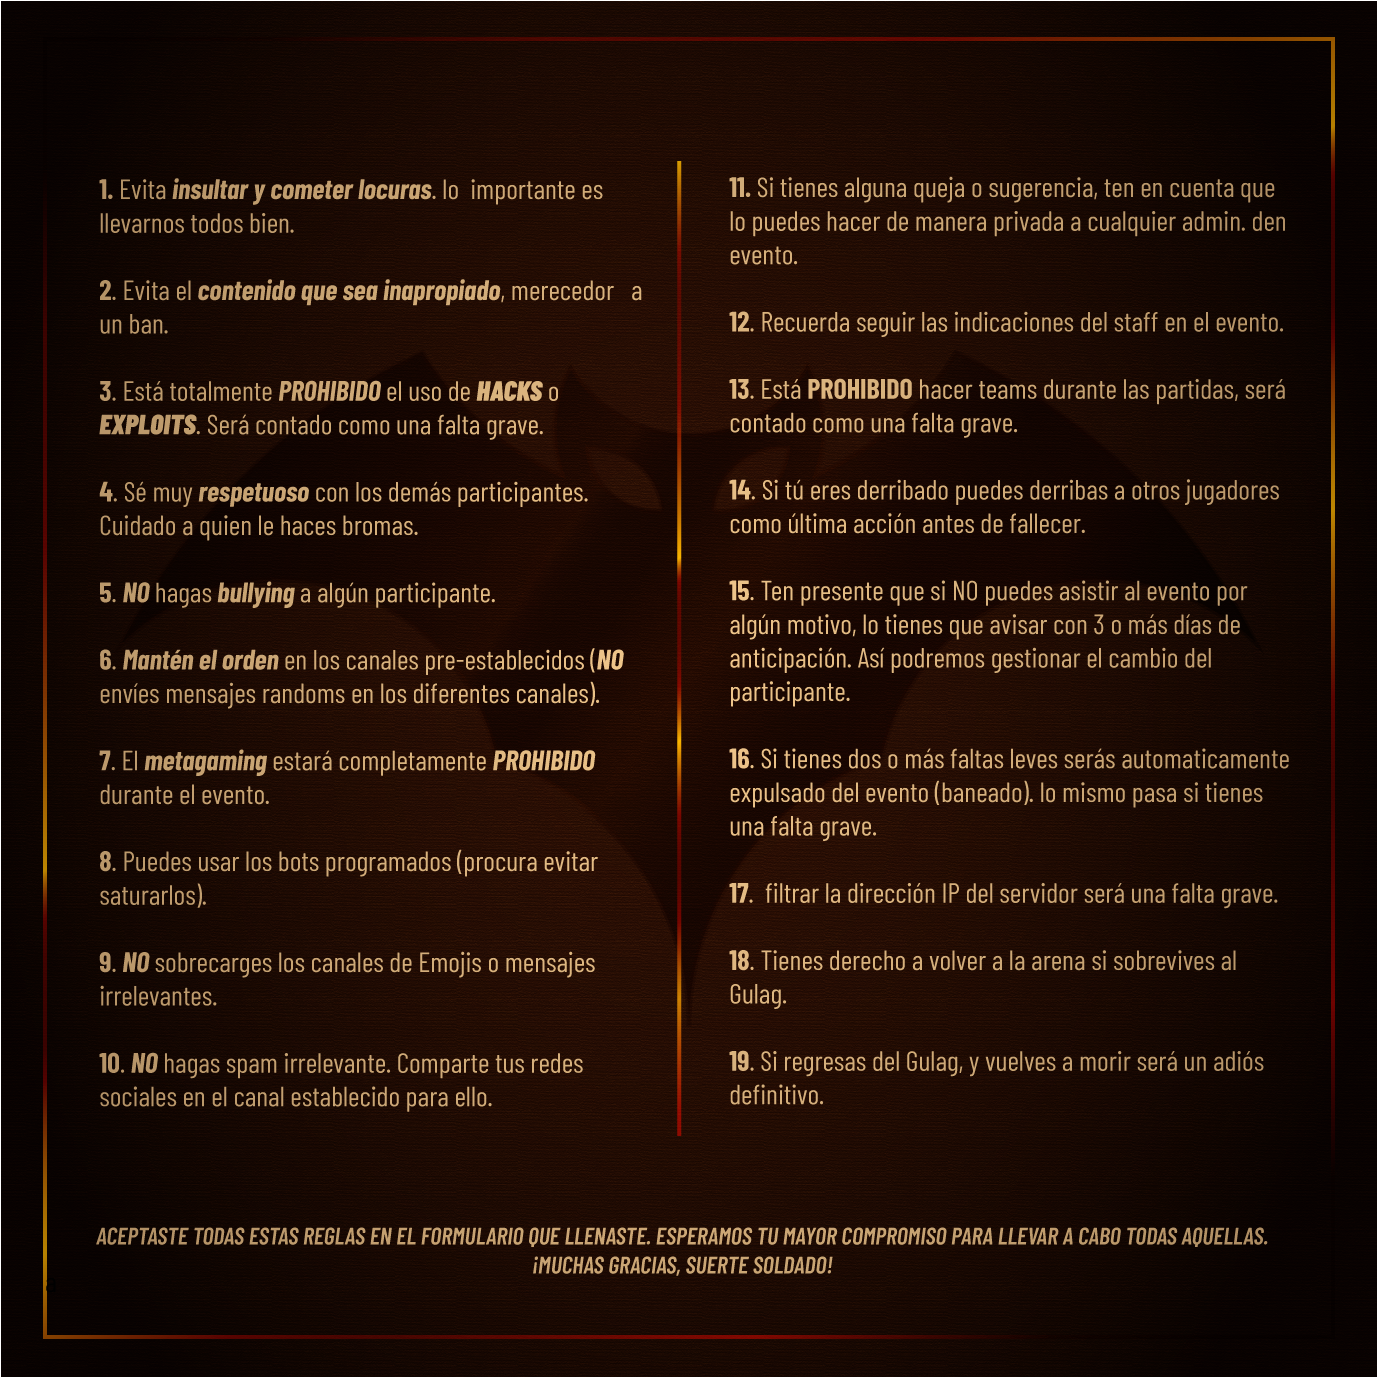 1. Evita insultar y cometer locuras. lo importante es
llevarnos todos bien.
2. Evita el contenido que sea inapropiado, merecedor a
un ban.
3. Está totalmente PROHIBIDO el uso de HACKS o
EXPLOITS. Será contado como una falta grave.
4. Sé muy respetuoso con los demás participantes.
Cuidado a quien le haces bromas.
5. NO hagas bullying a algún participante.
6. Mantén el orden en los canales pre-establecidos (NO
envíes mensajes randoms en los diferentes canales).
7. El metagaming estará completamente PROHIBIDO
durante el evento.
8. Puedes usar los bots programados (procura evitar
saturarlos).
9. NO sobrecarges los canales de Emojis o mensajes
irrelevantes.
10. NO hagas spam irrelevante. Comparte tus redes
sociales en el canal establecido para ello.
11. Si tienes alguna queja o sugerencia, ten en cuenta que
lo puedes hacer de manera privada a cualquier admin. den
evento.
12. Recuerda seguir las indicaciones del staff en el evento.
13. Está PROHIBIDO hacer teams durante las partidas, será
contado como una falta grave.
14. Si tú eres derribado puedes derribas a otros jugadores
como última acción antes de fallecer.
15. Ten presente que si NO puedes asistir al evento por
algún motivo, lo tienes que avisar con 3 o más días de
anticipación. Así podremos gestionar el cambio del
participante.
16. Si tienes dos o más faltas leves serás automaticamente
expulsado del evento (baneado). lo mismo pasa si tienes
una falta grave.
17. filtrar la dirección IP del servidor será una falta grave.
18. Tienes derecho a volver a la arena si sobrevives al
Gulag.
19. Si regresas del Gulag, y vuelves a morir será un adiós
definitivo.
ACEPTASTE TODAS ESTAS REGLAS EN EL FORMULARIO QUE LLENASTE. ESPERAMOS TU MAYOR COMPROMISO PARA LLEVAR A CABO TODAS AQUELLAS.
¡MUCHAS GRACIAS, SUERTE SOLDADO!